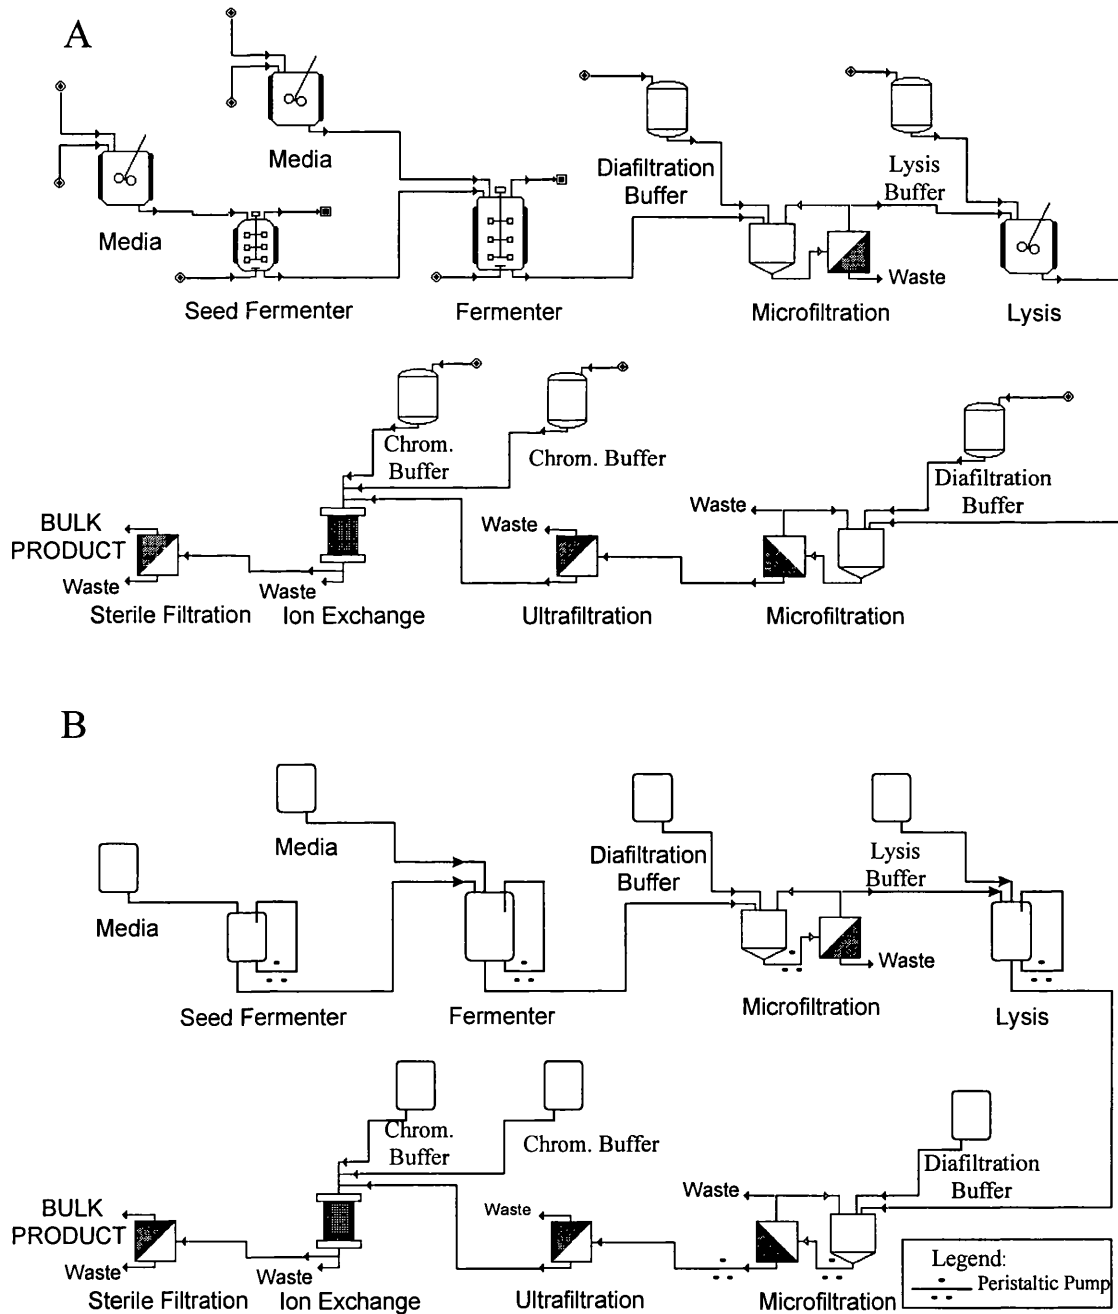 A
Media
Media
Diafiltration
Buffer
Lysis
Buffer
Waste
Seed Fermenter
Fermenter
Microfiltration
Lysis
Chrom.
Buffer
Chrom. Buffer
Diafiltration
Buffer
BULK
PRODUCT
Waste
Waste
Waste
Waste
Sterile Filtration
Ion Exchange
Ultrafiltration
Microfiltration
B
Media
Media
Diafiltration
Buffer
Lysis
Buffer
Waste
Seed Fermenter
Fermenter
Microfiltration
Lysis
Chrom.
Buffer
Chrom. Buffer
Diafiltration
Buffer
BULK
PRODUCT
Waste
Waste
Waste
Waste
Sterile Filtration
Ion Exchange
Ultrafiltration
Microfiltration
Legend:
Peristaltic Pump